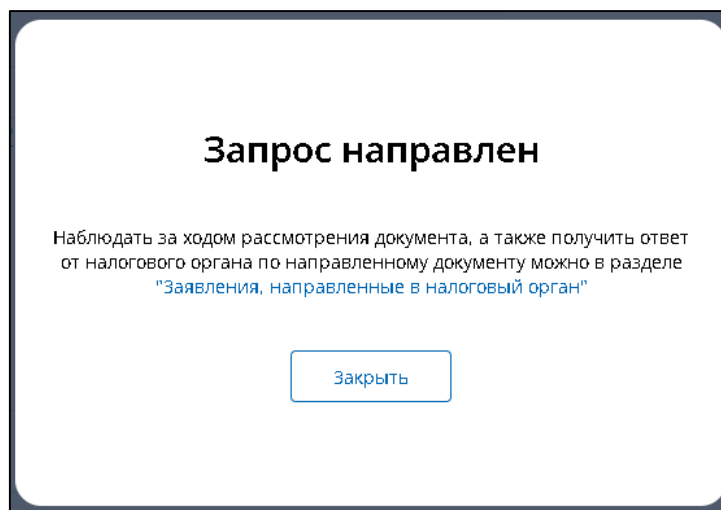 Запрос направлен
Наблюдать за ходом рассмотрения документа, а также получить ответ
от налогового органа по направленному документу можно в разделе
"Заявления, направленные в налоговый орган"
Закрыть